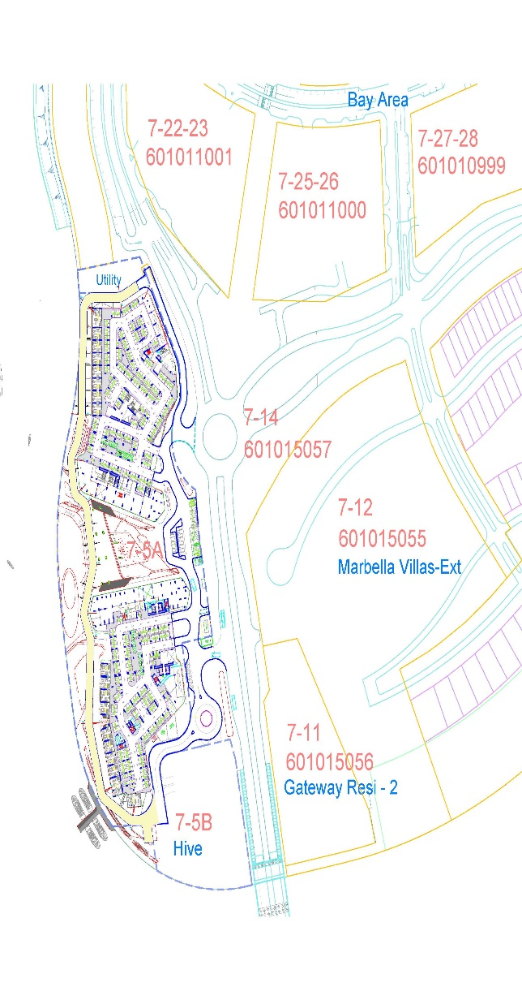 Bay Area
7-22-23
601011001
7-27-28
601010999
7-25-26
601011000
Utility
7-14
601015057
7-12
601015055
Marbella Villas-Ext
7-5A
7-11
601015056
Gateway Resi - 2
7-5B
Hive